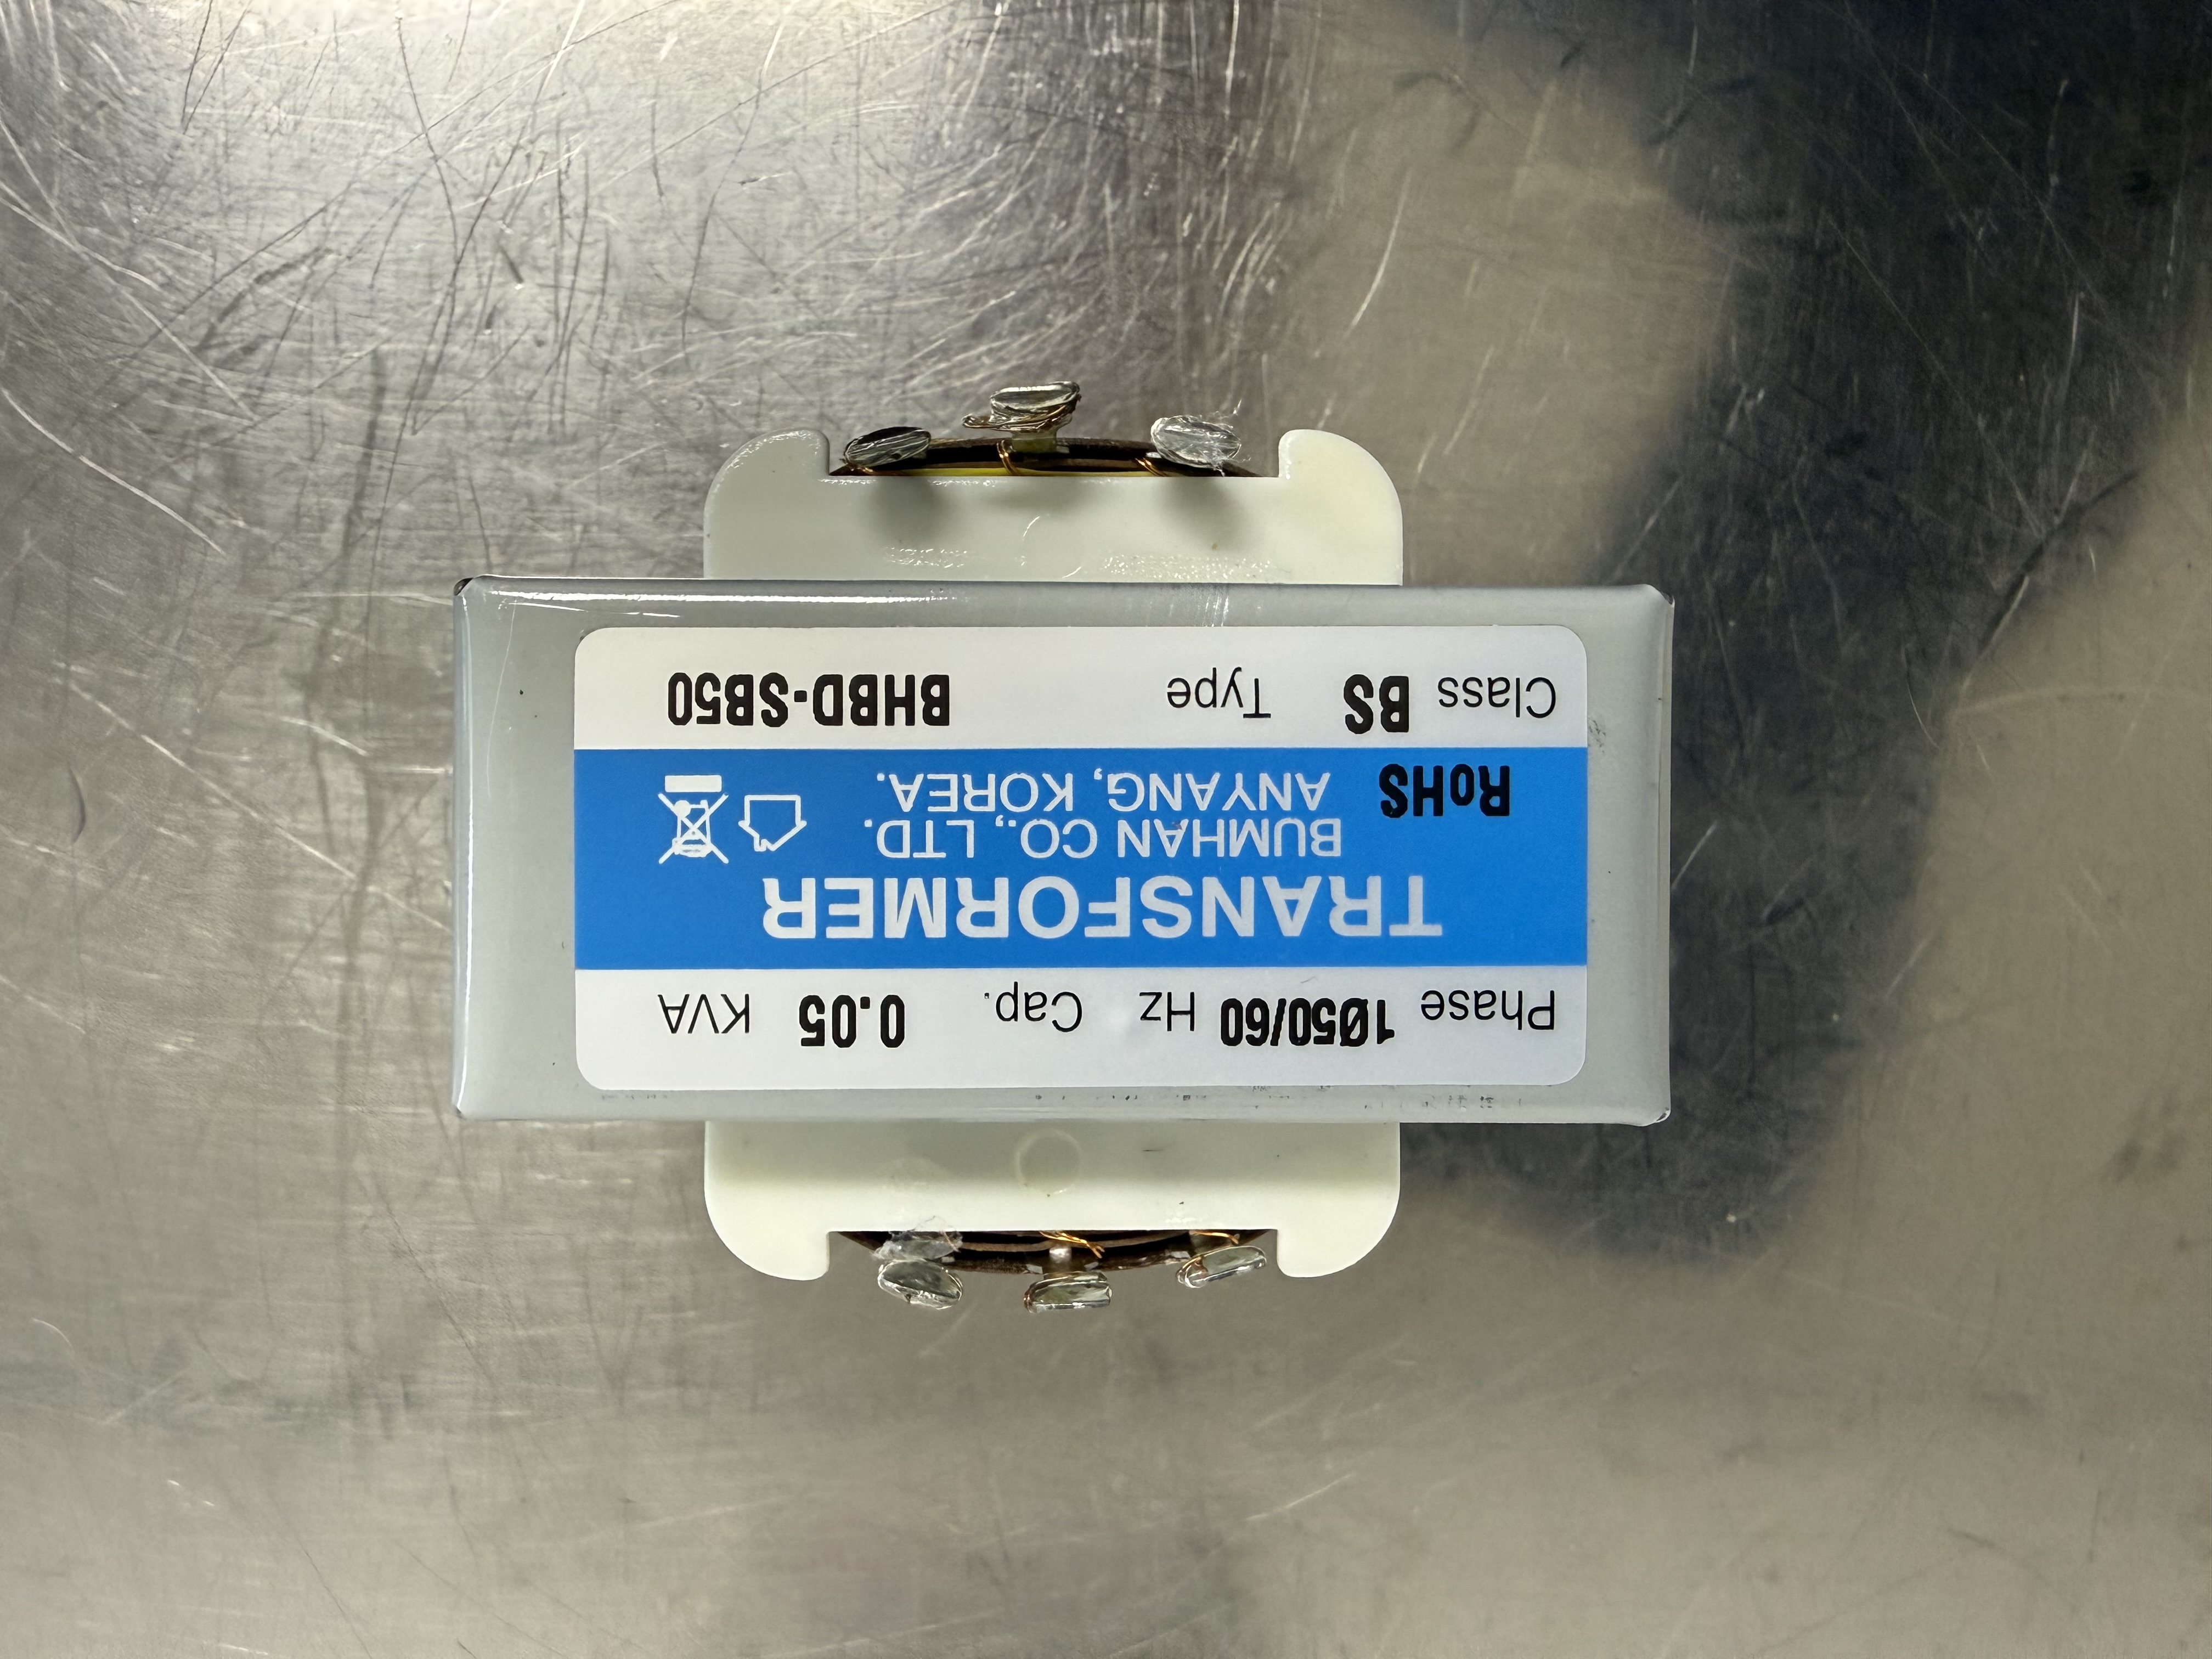 Phase 1Ø50/60 Hz Cap. 0.05 KVA
TRANSFORMER
BUMHAN CO., LTD.
RoHS ANYANG, KOREA.
Class BS Type BHBD-SB50